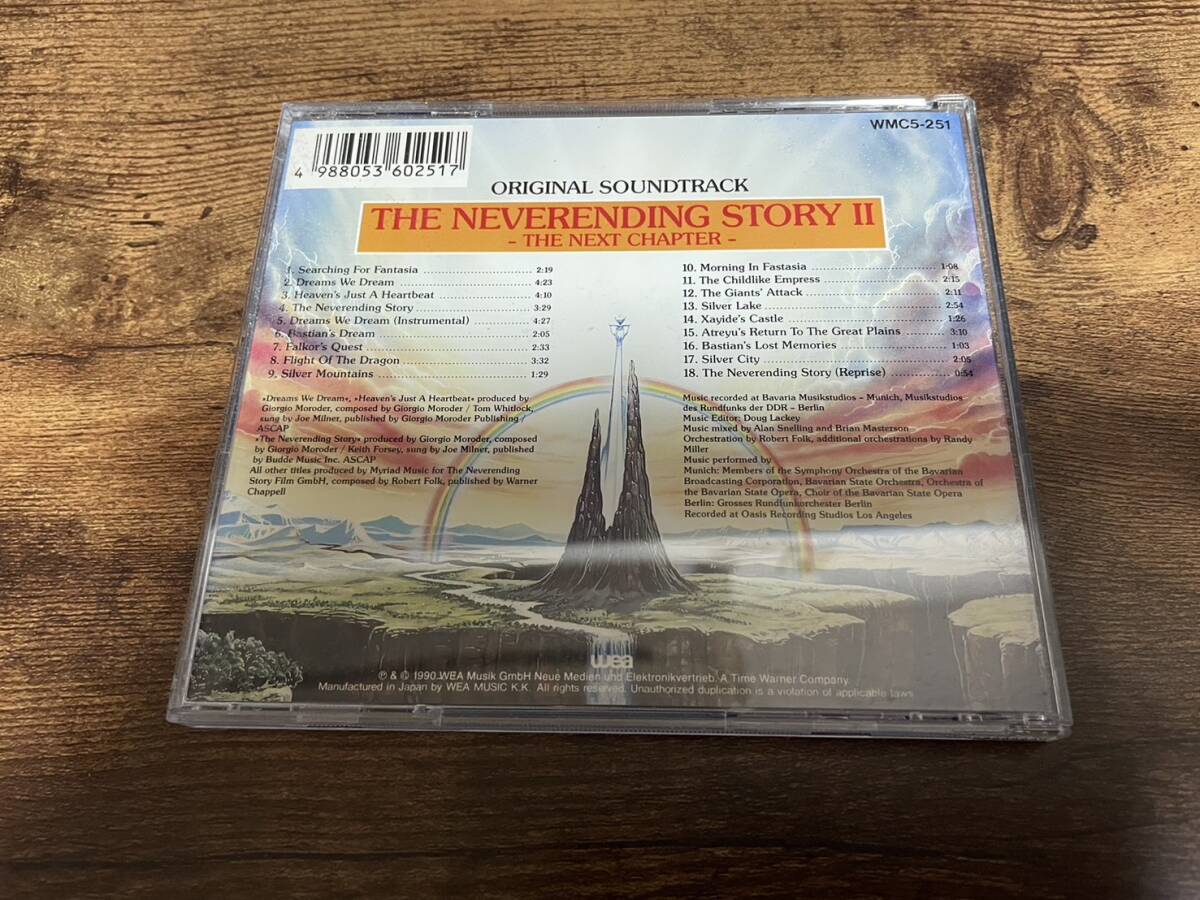 4 988053 602517
WMC5-251
ORIGINAL SOUNDTRACK
THE NEVERENDING STORY II
- THE NEXT CHAPTER -
1. Searching For Fantasia 2:19
2. Dreams We Dream 4:23
3. Heaven's Just A Heartbeat 4:10
4. The Neverending Story 3:29
5. Dreams We Dream (Instrumental) 4:27
6. Bastian's Dream 2:05
7. Falkor's Quest 2:33
8. Flight Of The Dragon 3:32
9. Silver Mountains 1:29
»Dreams We Dream«, »Heaven's Just A Heartbeat« produced by
Giorgio Moroder, composed by Giorgio Moroder / Tom Whitlock,
sung by Joe Milner, published by Giorgio Moroder Publishing /
ASCAP
»The Neverending Story« produced by Giorgio Moroder, composed
by Giorgio Moroder / Keith Forsey, sung by Joe Milner, published
by Budde Music Inc. ASCAP
All other titles produced by Myriad Music for The Neverending
Story Film GmbH, composed by Robert Folk, published by Warner
Chappell
10. Morning In Fastasia 1:08
11. The Childlike Empress 2:15
12. The Giants' Attack 2:11
13. Silver Lake 2:54
14. Xayide's Castle 1:26
15. Atreyu's Return To The Great Plains 3:10
16. Bastian's Lost Memories 1:03
17. Silver City 2:05
18. The Neverending Story (Reprise) 0:54
Music recorded at Bavaria Musikstudios – Munich, Musikstudios
des Rundfunks der DDR – Berlin
Music Editor: Doug Lackey
Music mixed by Alan Snelling and Brian Masterson
Orchestration by Robert Folk, additional orchestrations by Randy
Miller
Music performed by
Munich: Members of the Symphony Orchestra of the Bavarian
Broadcasting Corporation, Bavarian State Orchestra, Orchestra of
the Bavarian State Opera, Choir of the Bavarian State Opera
Berlin: Grosses Rundfunkorchester Berlin
Recorded at Oasis Recording Studios Los Angeles
wea
℗ & © 1990 WEA Musik GmbH Neue Medien und Elektronikvertrieb. A Time Warner Company.
Manufactured in Japan by WEA MUSIC K.K. All rights reserved. Unauthorized duplication is a violation of applicable laws